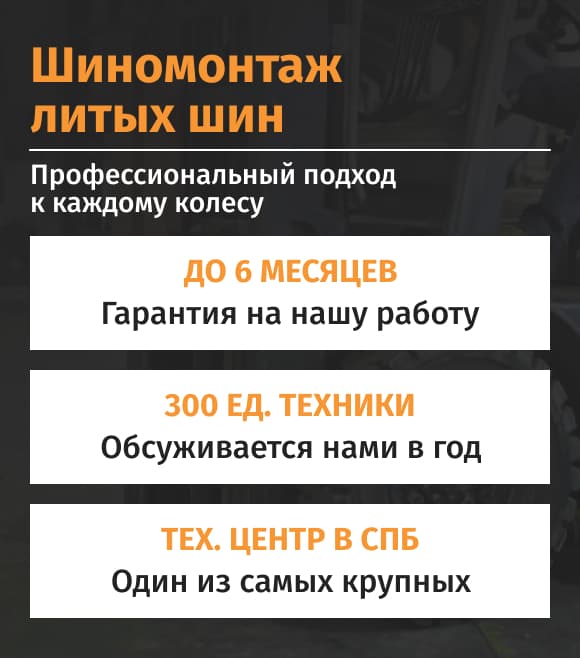 Шиномонтаж
литых шин
Профессиональный подход
к каждому колесу
ДО 6 МЕСЯЦЕВ
Гарантия на нашу работу
300 ЕД. ТЕХНИКИ
Обсуживается нами в год
ТЕХ. ЦЕНТР В СПБ
Один из самых крупных